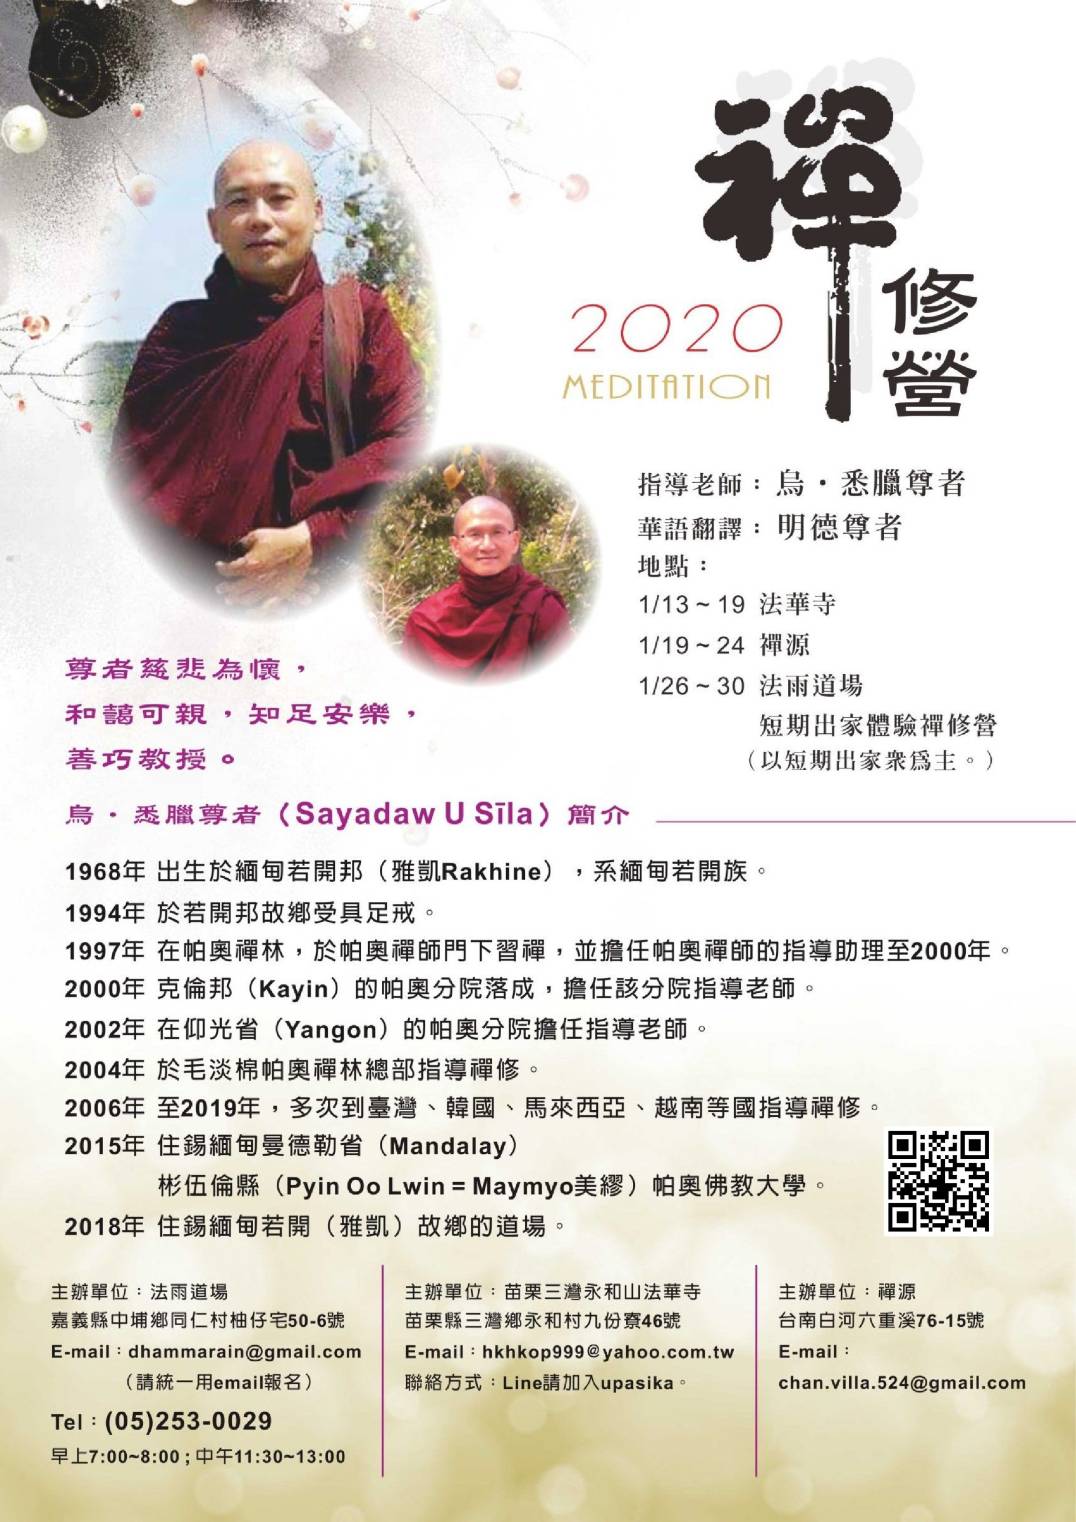 禪修營
2020
MEDITATION
指導老師：烏・悉臘尊者
華語翻譯：明德尊者
地點：
1/13～19 法華寺
1/19～24 禪源
1/26～30 法雨道場
短期出家體驗禪修營
（以短期出家衆爲主。）
尊者慈悲為懷，
和藹可親，知足安樂，
善巧教授。
烏・悉臘尊者（Sayadaw U Sīla）簡介
1968年 出生於緬甸若開邦（雅凱Rakhine），系緬甸若開族。
1994年 於若開邦故鄉受具足戒。
1997年 在帕奧禪林，於帕奧禪師門下習禪，並擔任帕奧禪師的指導助理至2000年。
2000年 克倫邦（Kayin）的帕奧分院落成，擔任該分院指導老師。
2002年 在仰光省（Yangon）的帕奧分院擔任指導老師。
2004年 於毛淡棉帕奧禪林總部指導禪修。
2006年 至2019年，多次到臺灣、韓國、馬來西亞、越南等國指導禪修。
2015年 住錫緬甸曼德勒省（Mandalay）
彬伍倫縣（Pyin Oo Lwin = Maymyo美繆）帕奧佛教大學。
2018年 住錫緬甸若開（雅凱）故鄉的道場。
主辦單位：法雨道場
嘉義縣中埔鄉同仁村柚仔宅50-6號
E-mail：dhammarain@gmail.com
（請統一用email報名）
Tel：(05)253-0029
早上7:00~8:00；中午11:30~13:00
主辦單位：苗栗三灣永和山法華寺
苗栗縣三灣鄉永和村九份寮46號
E-mail：hkhkop999@yahoo.com.tw
聯絡方式：Line請加入upasika。
主辦單位：禪源
台南白河六重溪76-15號
E-mail：
chan.villa.524@gmail.com